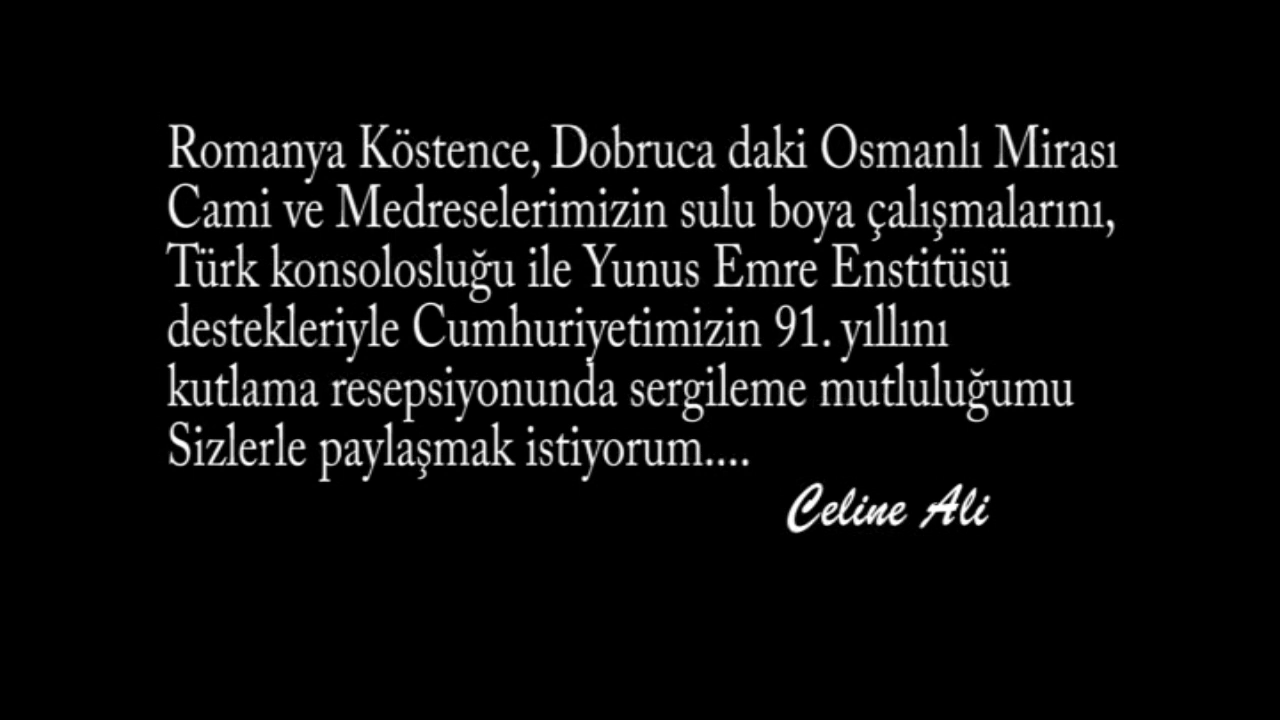 Romanya Köstence, Dobruca daki Osmanlı Mirası
Cami ve Medreselerimizin sulu boya çalışmalarını,
Türk konsolosluğu ile Yunus Emre Enstitüsü
destekleriyle Cumhuriyetimizin 91. yıllını
kutlama resepsiyonunda sergileme mutluluğumu
Sizlerle paylaşmak istiyorum....
Celine Ali